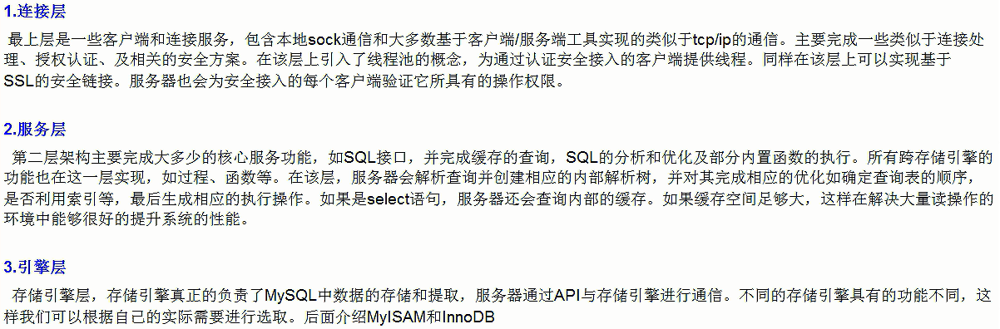 1.连接层
最上层是一些客户端和连接服务，包含本地sock通信和大多数基于客户端/服务端工具实现的类似于tcp/ip的通信。主要完成一些类似于连接处
理、授权认证、及相关的安全方案。在该层上引入了线程池的概念，为通过认证安全接入的客户端提供线程。同样在该层上可以实现基于
SSL的安全链接。服务器也会为安全接入的每个客户端验证它所具有的操作权限。
2.服务层
第二层架构主要完成大多少的核心服务功能，如SQL接口，并完成缓存的查询，SQL的分析和优化及部分内置函数的执行。所有跨存储引擎的
功能也在这一层实现，如过程、函数等。在该层，服务器会解析查询并创建相应的内部解析树，并对其完成相应的优化如确定查询表的顺序，
是否利用索引等，最后生成相应的执行操作。如果是select语句，服务器还会查询内部的缓存。如果缓存空间足够大，这样在解决大量读操作的
环境中能够很好的提升系统的性能。
3.引擎层
存储引擎层，存储引擎真正的负责了MySQL中数据的存储和提取，服务器通过API与存储引擎进行通信。不同的存储引擎具有的功能不同，这
样我们可以根据自己的实际需要进行选取。后面介绍MyISAM和InnoDB